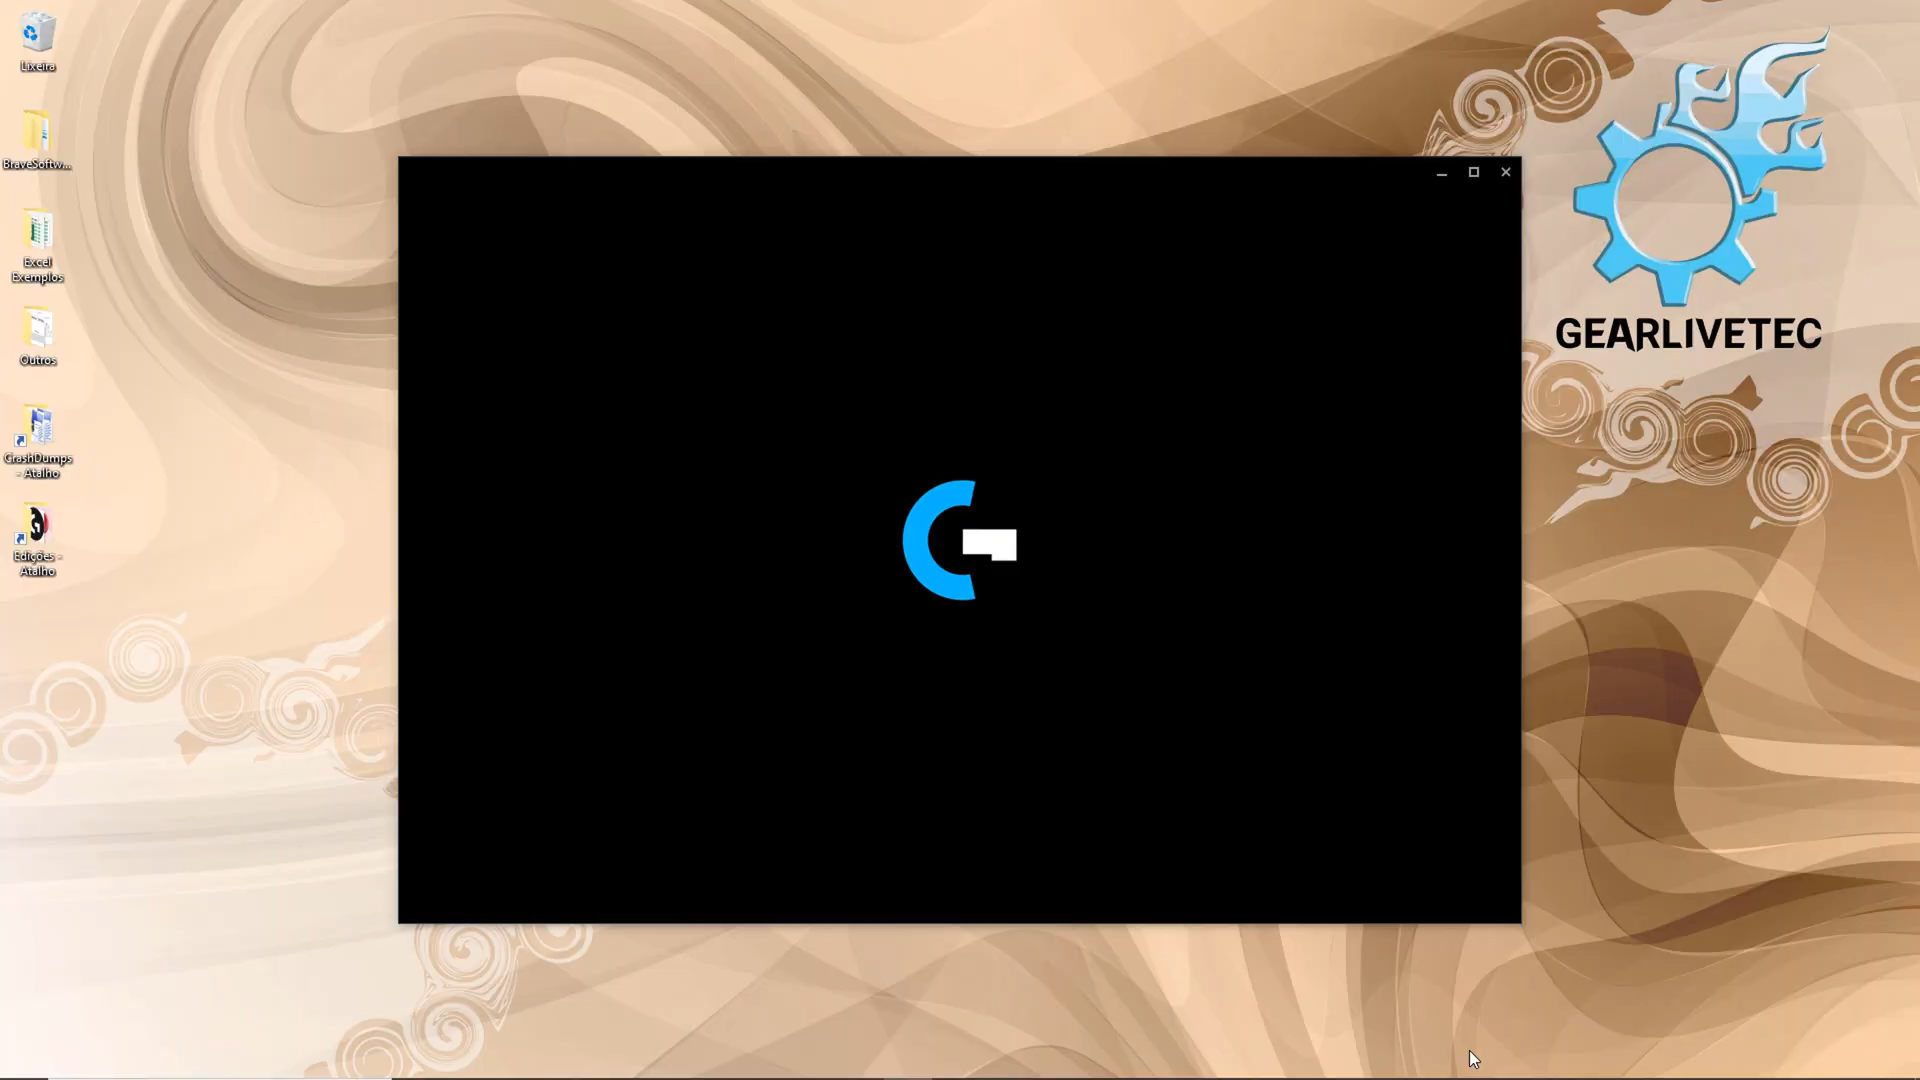 Lixeira
BraveSoftw...
Excel
Exemplos
Outros
CrashDumps
- Atalho
Edições -
Atalho
GEARLIVETEC